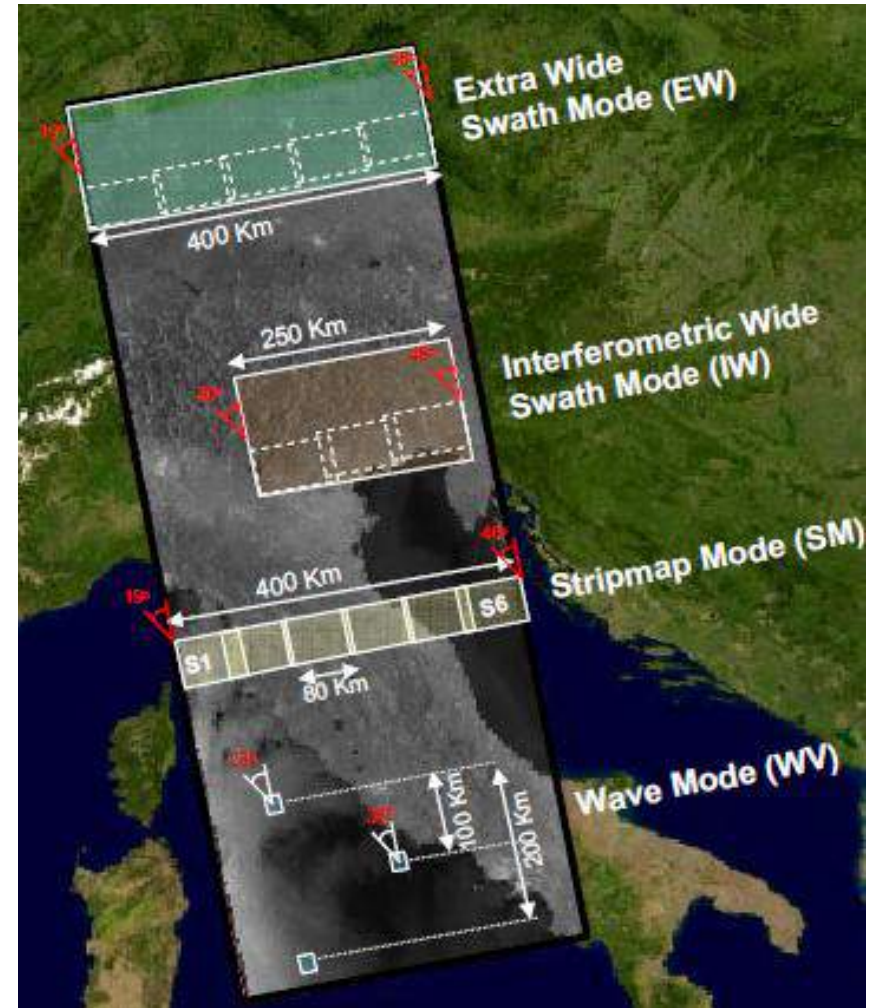 Extra Wide
Swath Mode (EW)
400 Km
250 Km
Interferometric Wide
Swath Mode (IW)
400 Km
Stripmap Mode (SM)
S1
S6
80 Km
Wave Mode (WV)
100 Km
200 Km